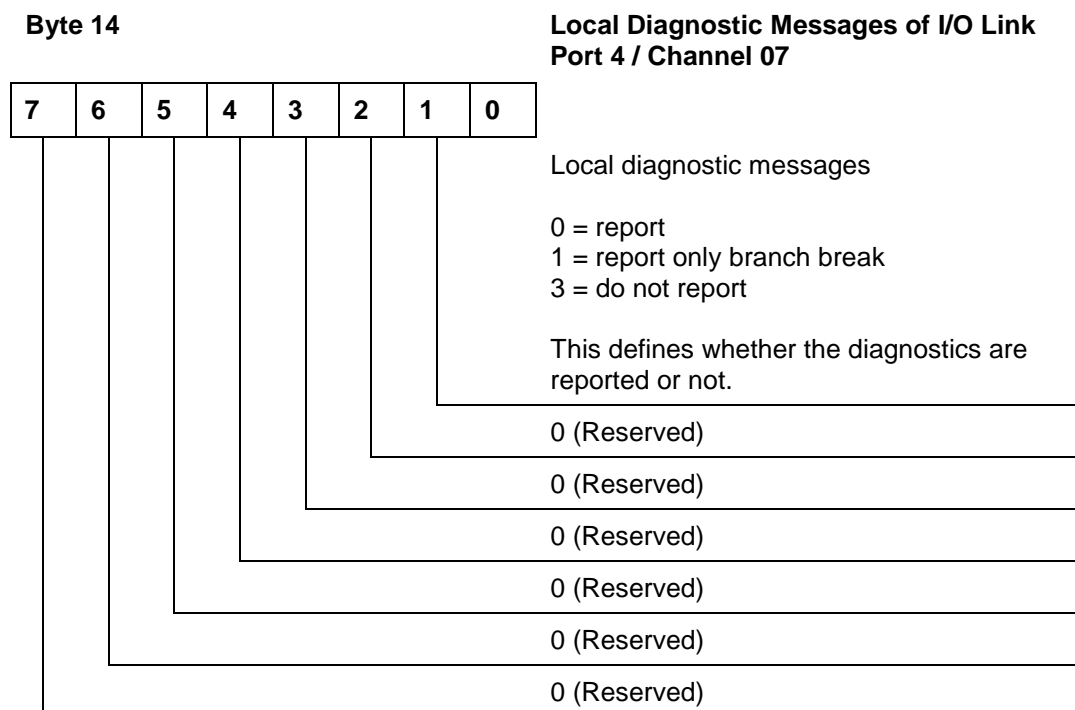 Byte 14
Local Diagnostic Messages of I/O Link
Port 4 / Channel 07
7 6 5 4 3 2 1 0
Local diagnostic messages
0 = report
1 = report only branch break
3 = do not report
This defines whether the diagnostics are
reported or not.
0 (Reserved)
0 (Reserved)
0 (Reserved)
0 (Reserved)
0 (Reserved)
0 (Reserved)